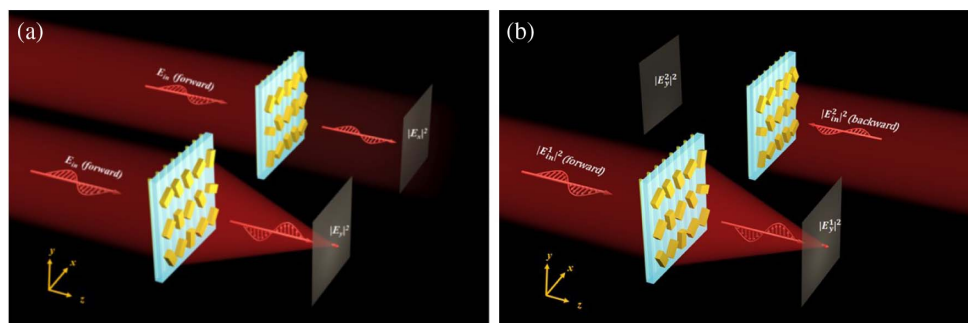 (a)
E_in (forward)
|E_x|^2
E_in (forward)
|E_y|^2
y
x
z
(b)
|E_y^2|^2
|E_in^2|^2 (backward)
|E_in^1|^2 (forward)
|E_y^1|^2
y
x
z